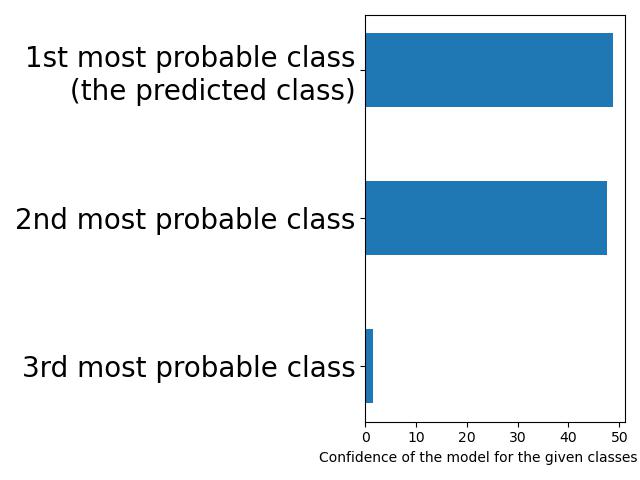 1st most probable class
(the predicted class)
2nd most probable class
3rd most probable class
0 10 20 30 40 50
Confidence of the model for the given classes